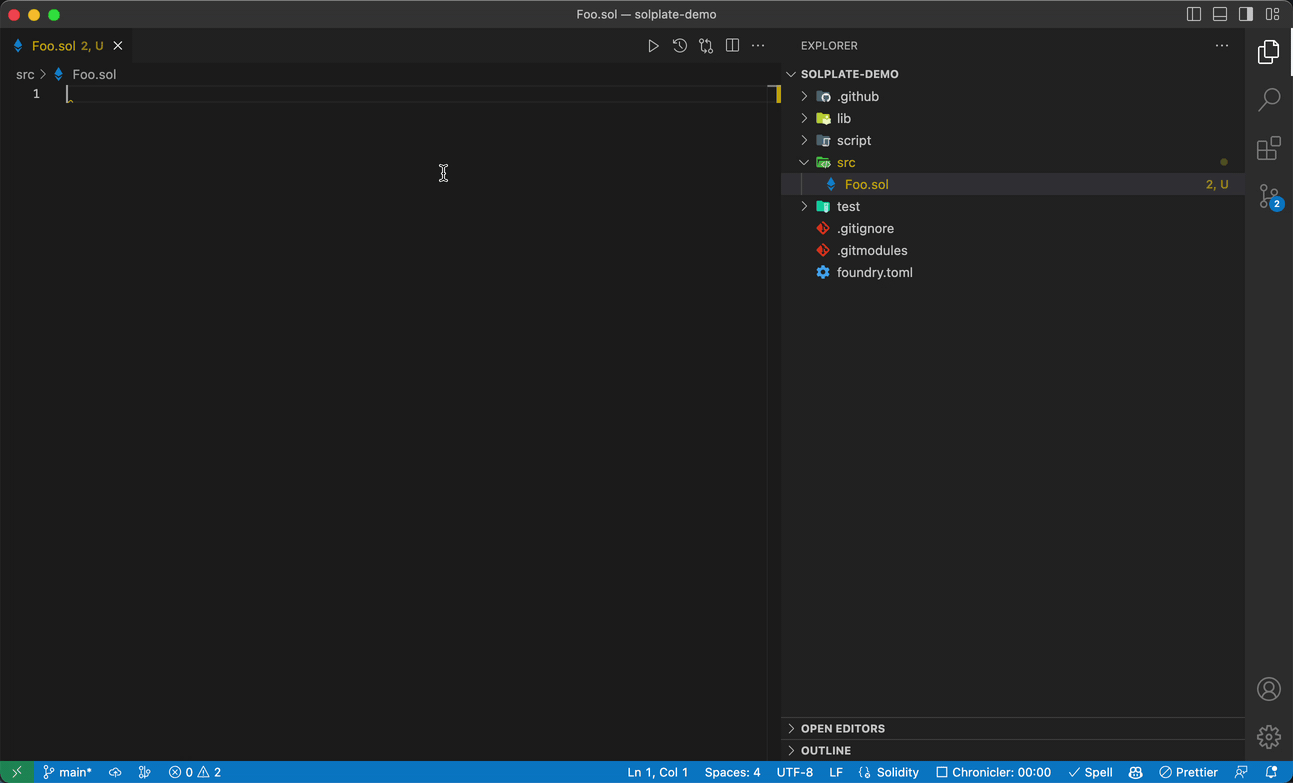 Foo.sol — solplate-demo
Foo.sol 2, U
EXPLORER
src
Foo.sol
SOLPLATE-DEMO
1
.github
lib
script
src
Foo.sol 2, U
test
.gitignore
.gitmodules
foundry.toml
OPEN EDITORS
OUTLINE
2
main* 0 2 Ln 1, Col 1 Spaces: 4 UTF-8 LF Solidity Chronicler: 00:00 Spell Prettier